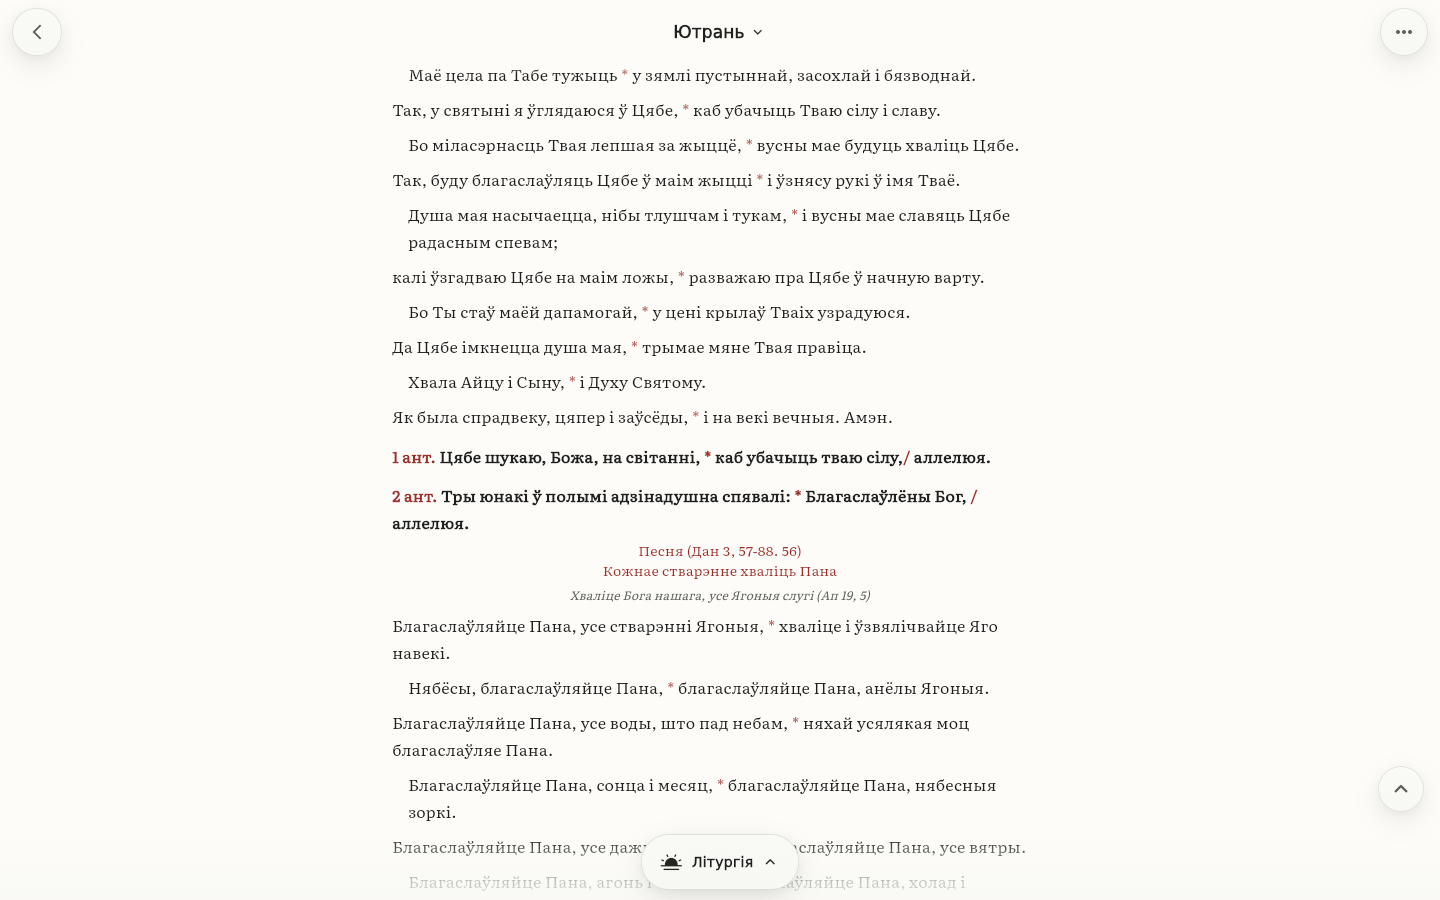 Ютрань
Маё цела па Табе тужыць * у зямлі пустыннай, засохлай і бязводнай.
Так, у святыні я ўглядаюся ў Цябе, * каб убачыць Тваю сілу і славу.
Бо міласэрнасць Твая лепшая за жыццё, * вусны мае будуць хваліць Цябе.
Так, буду благаслаўляць Цябе ў маім жыцці * і ўзнясу рукі ў імя Тваё.
Душа мая насычаецца, нібы тлушчам і тукам, * і вусны мае славяць Цябе
радасным спевам;
калі ўзгадваю Цябе на маім ложы, * разважаю пра Цябе ў начную варту.
Бо Ты стаў маёй дапамогай, * у цені крылаў Тваіх узрадуюся.
Да Цябе імкнецца душа мая, * трымае мяне Твая правіца.
Хвала Айцу і Сыну, * і Духу Святому.
Як была спрадвеку, цяпер і заўсёды, * і на векі вечныя. Амэн.
1 ант. Цябе шукаю, Божа, на світанні, * каб убачыць тваю сілу,/ аллелюя.
2 ант. Тры юнакі ў полымі адзінадушна спявалі: * Благаслаўлёны Бог, /
аллелюя.
Песня (Дан 3, 57-88. 56)
Кожнае стварэнне хваліць Пана
Хваліце Бога нашага, усе Ягоныя слугі (Ап 19, 5)
Благаслаўляйце Пана, усе стварэнні Ягоныя, * хваліце і ўзвялічвайце Яго
навекі.
Нябёсы, благаслаўляйце Пана, * благаслаўляйце Пана, анёлы Ягоныя.
Благаслаўляйце Пана, усе воды, што пад небам, * няхай усялякая моц
благаслаўляе Пана.
Благаслаўляйце Пана, сонца і месяц, * благаслаўляйце Пана, нябесныя
зоркі.
Благаслаўляйце Пана, усе Пана, усе вятры.
Благаслаўляйце Пана, агонь Пана, холад і
Літургія